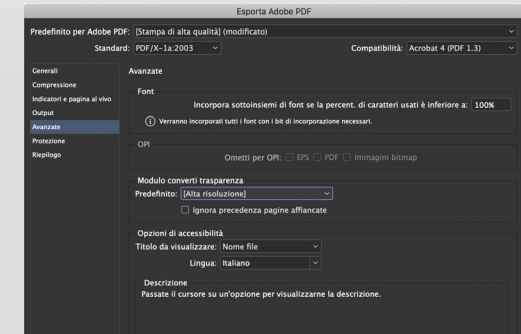 Esporta Adobe PDF
Predefinito per Adobe PDF: [Stampa di alta qualità] (modificato)
Standard: PDF/X-1a:2003 Compatibilità: Acrobat 4 (PDF 1.3)
Generali
Compressione
Indicatori e pagina al vivo
Output
Avanzate
Protezione
Riepilogo
Avanzate
Font
Incorpora sottoinsiemi di font se la percent. di caratteri usati è inferiore a: 100%
Verranno incorporati tutti i font con i bit di incorporazione necessari.
OPI
Ometti per OPI: EPS PDF Immagini bitmap
Modulo converti trasparenza
Predefinito: [Alta risoluzione]
Ignora precedenza pagine affiancate
Opzioni di accessibilità
Titolo da visualizzare: Nome file
Lingua: Italiano
Descrizione
Passate il cursore su un'opzione per visualizzarne la descrizione.